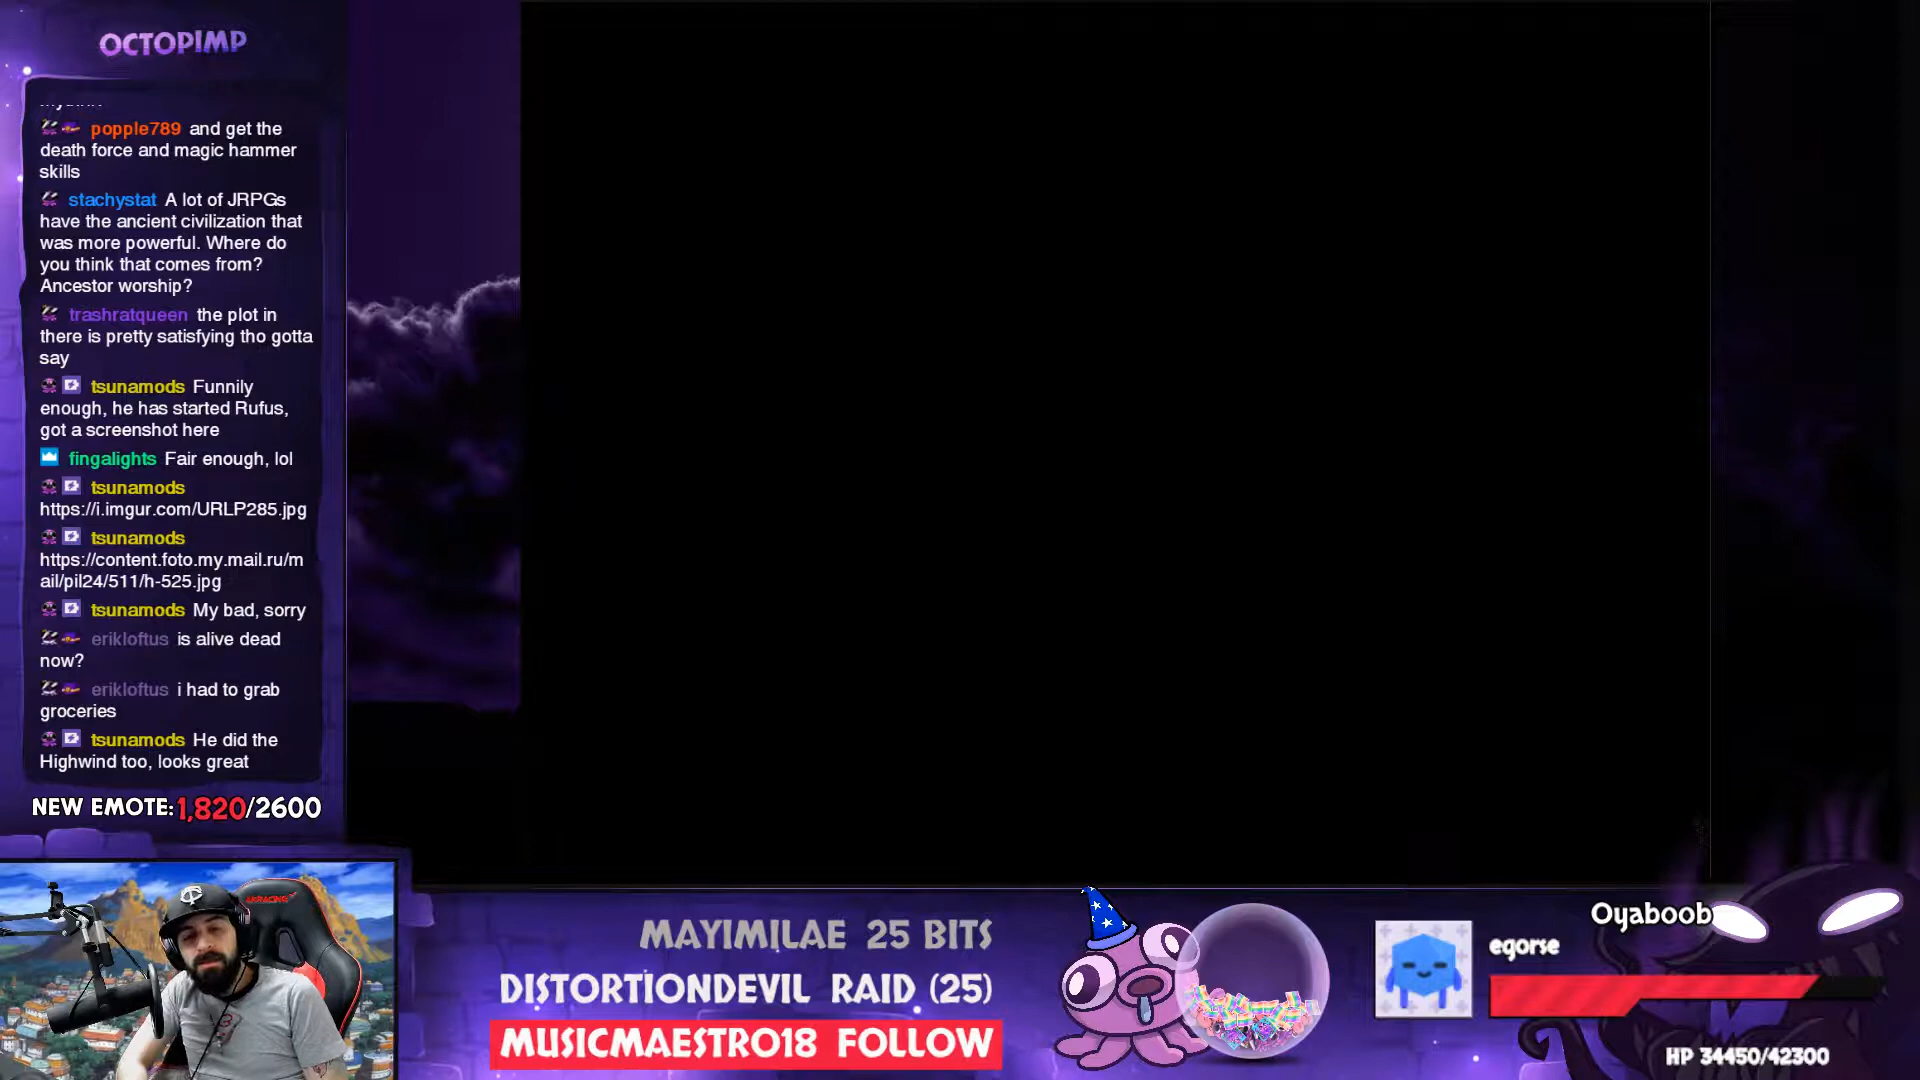 OCTOPIMP
popple789 and get the
death force and magic hammer
skills
stachystat A lot of JRPGs
have the ancient civilization that
was more powerful. Where do
you think that comes from?
Ancestor worship?
trashratqueen the plot in
there is pretty satisfying tho gotta
say
tsunamods Funnily
enough, he has started Rufus,
got a screenshot here
fingalights Fair enough, lol
tsunamods
https://i.imgur.com/URLP285.jpg
tsunamods
https://content.foto.my.mail.ru/m
ail/pil24/511/h-525.jpg
tsunamods My bad, sorry
erikloftus is alive dead
now?
erikloftus i had to grab
groceries
tsunamods He did the
Highwind too, looks great
NEW EMOTE: 1,820/2600
MAYIMILAE 25 BITS
DISTORTIONDEVIL RAID (25)
MUSICMAESTRO18 FOLLOW
Oyaboob
egorse
HP 34450/42300